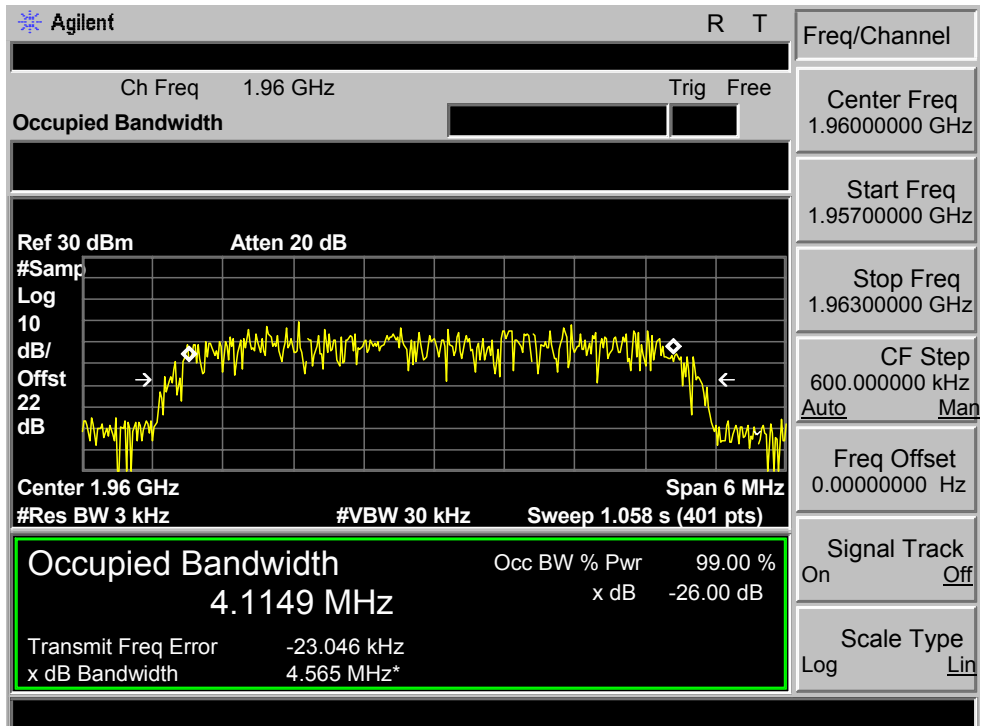 Agilent R T
Ch Freq 1.96 GHz Trig Free
Occupied Bandwidth
Ref 30 dBm Atten 20 dB
#Samp
Log
10
dB/
Offst
22
dB
Center 1.96 GHz Span 6 MHz
#Res BW 3 kHz #VBW 30 kHz Sweep 1.058 s (401 pts)
Occupied Bandwidth
4.1149 MHz
Occ BW % Pwr 99.00 %
x dB -26.00 dB
Transmit Freq Error -23.046 kHz
x dB Bandwidth 4.565 MHz*
Freq/Channel
Center Freq
1.96000000 GHz
Start Freq
1.95700000 GHz
Stop Freq
1.96300000 GHz
CF Step
600.000000 kHz
Auto Man
Freq Offset
0.00000000 Hz
Signal Track
On Off
Scale Type
Log Lin